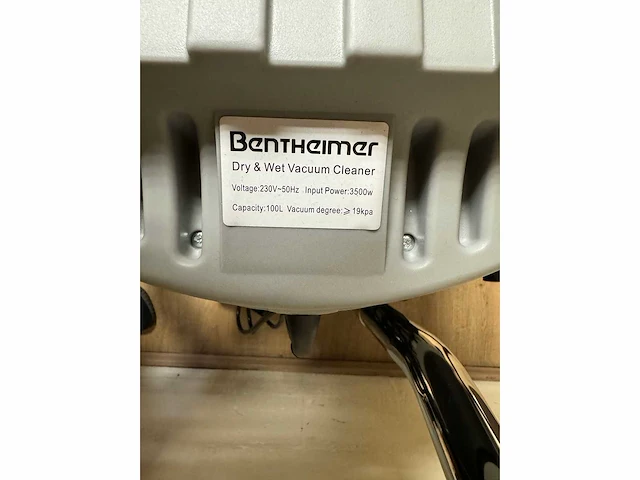 Bentheimer
Dry & Wet Vacuum Cleaner
Voltage:230V~50Hz Input Power:3500w
Capacity:100L Vacuum degree:⩾19kpa